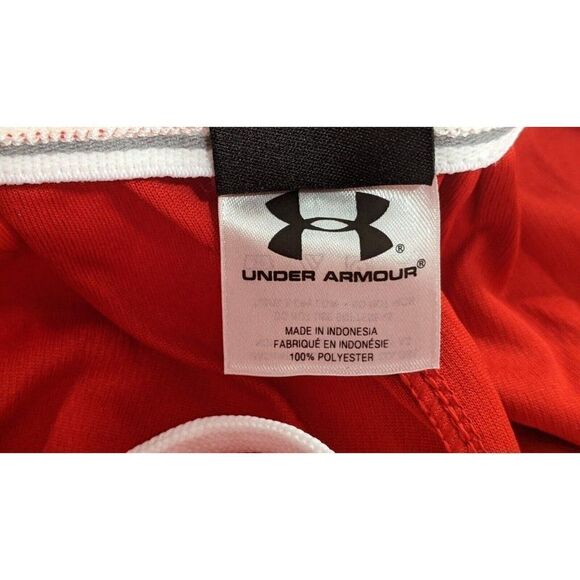 ®
UNDER ARMOUR®
MADE IN INDONESIA
FABRIQUÉ EN INDONÉSIE
100% POLYESTER